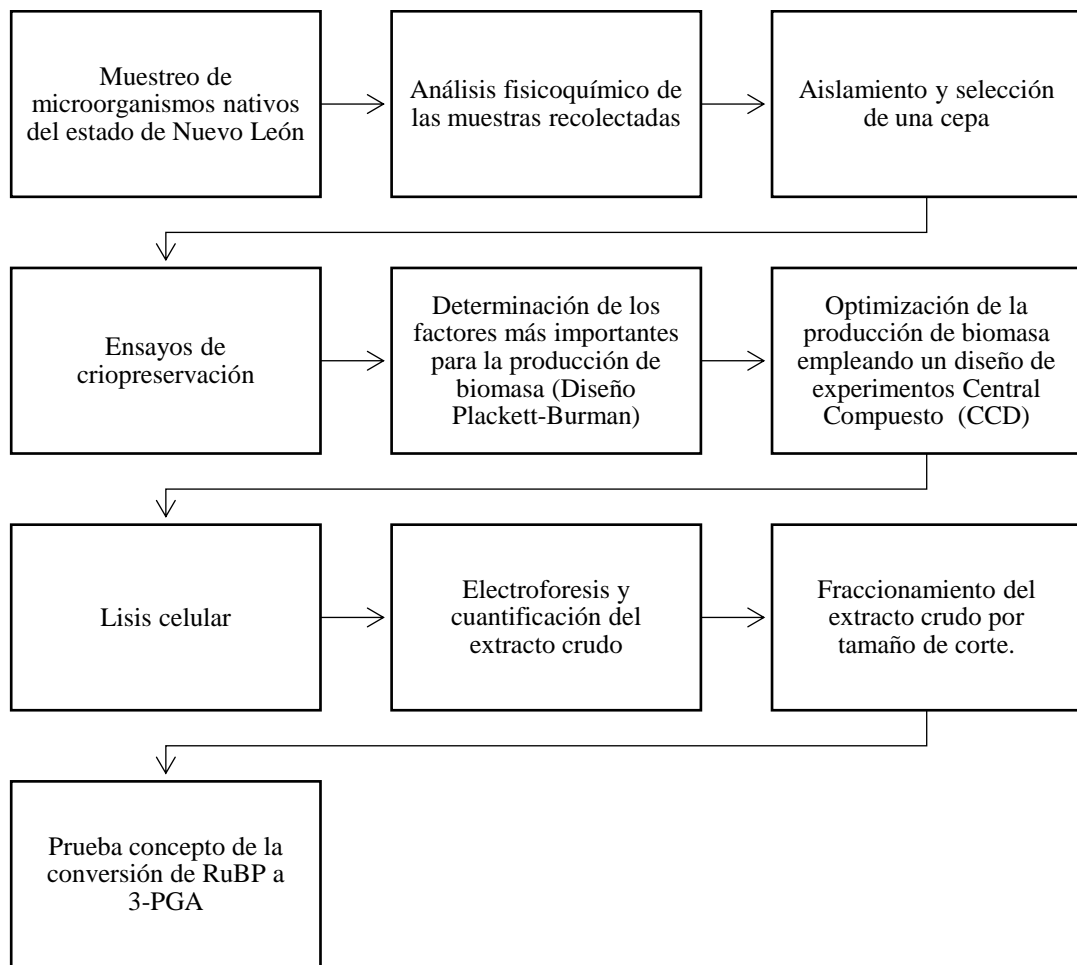 Muestreo de
microorganismos nativos
del estado de Nuevo León
Análisis fisicoquímico de
las muestras recolectadas
Aislamiento y selección
de una cepa
Ensayos de
criopreservación
Determinación de los
factores más importantes
para la producción de
biomasa (Diseño
Plackett-Burman)
Optimización de la
producción de biomasa
empleando un diseño de
experimentos Central
Compuesto (CCD)
Lisis celular
Electroforesis y
cuantificación del
extracto crudo
Fraccionamiento del
extracto crudo por
tamaño de corte.
Prueba concepto de la
conversión de RuBP a
3-PGA